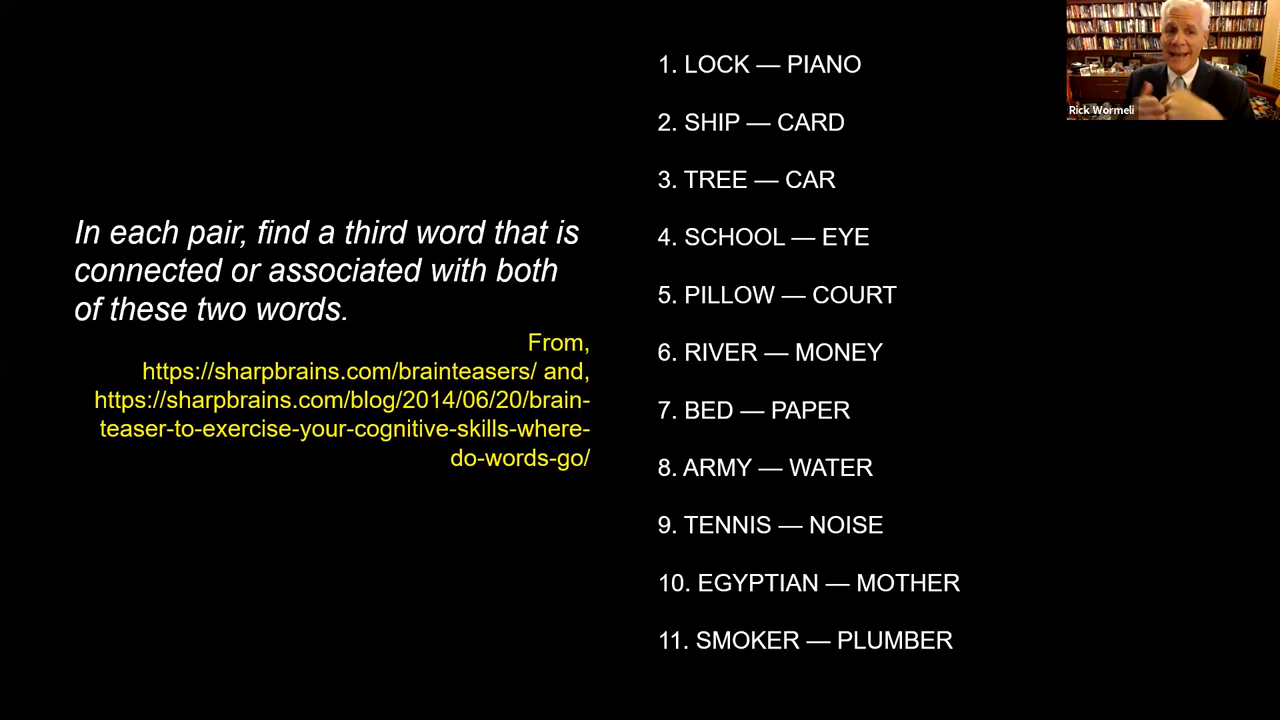 In each pair, find a third word that is
connected or associated with both
of these two words.
From,
https://sharpbrains.com/brainteasers/ and,
https://sharpbrains.com/blog/2014/06/20/brain-
teaser-to-exercise-your-cognitive-skills-where-
do-words-go/
1. LOCK — PIANO
2. SHIP — CARD
3. TREE — CAR
4. SCHOOL — EYE
5. PILLOW — COURT
6. RIVER — MONEY
7. BED — PAPER
8. ARMY — WATER
9. TENNIS — NOISE
10. EGYPTIAN — MOTHER
11. SMOKER — PLUMBER
Rick Wormeli